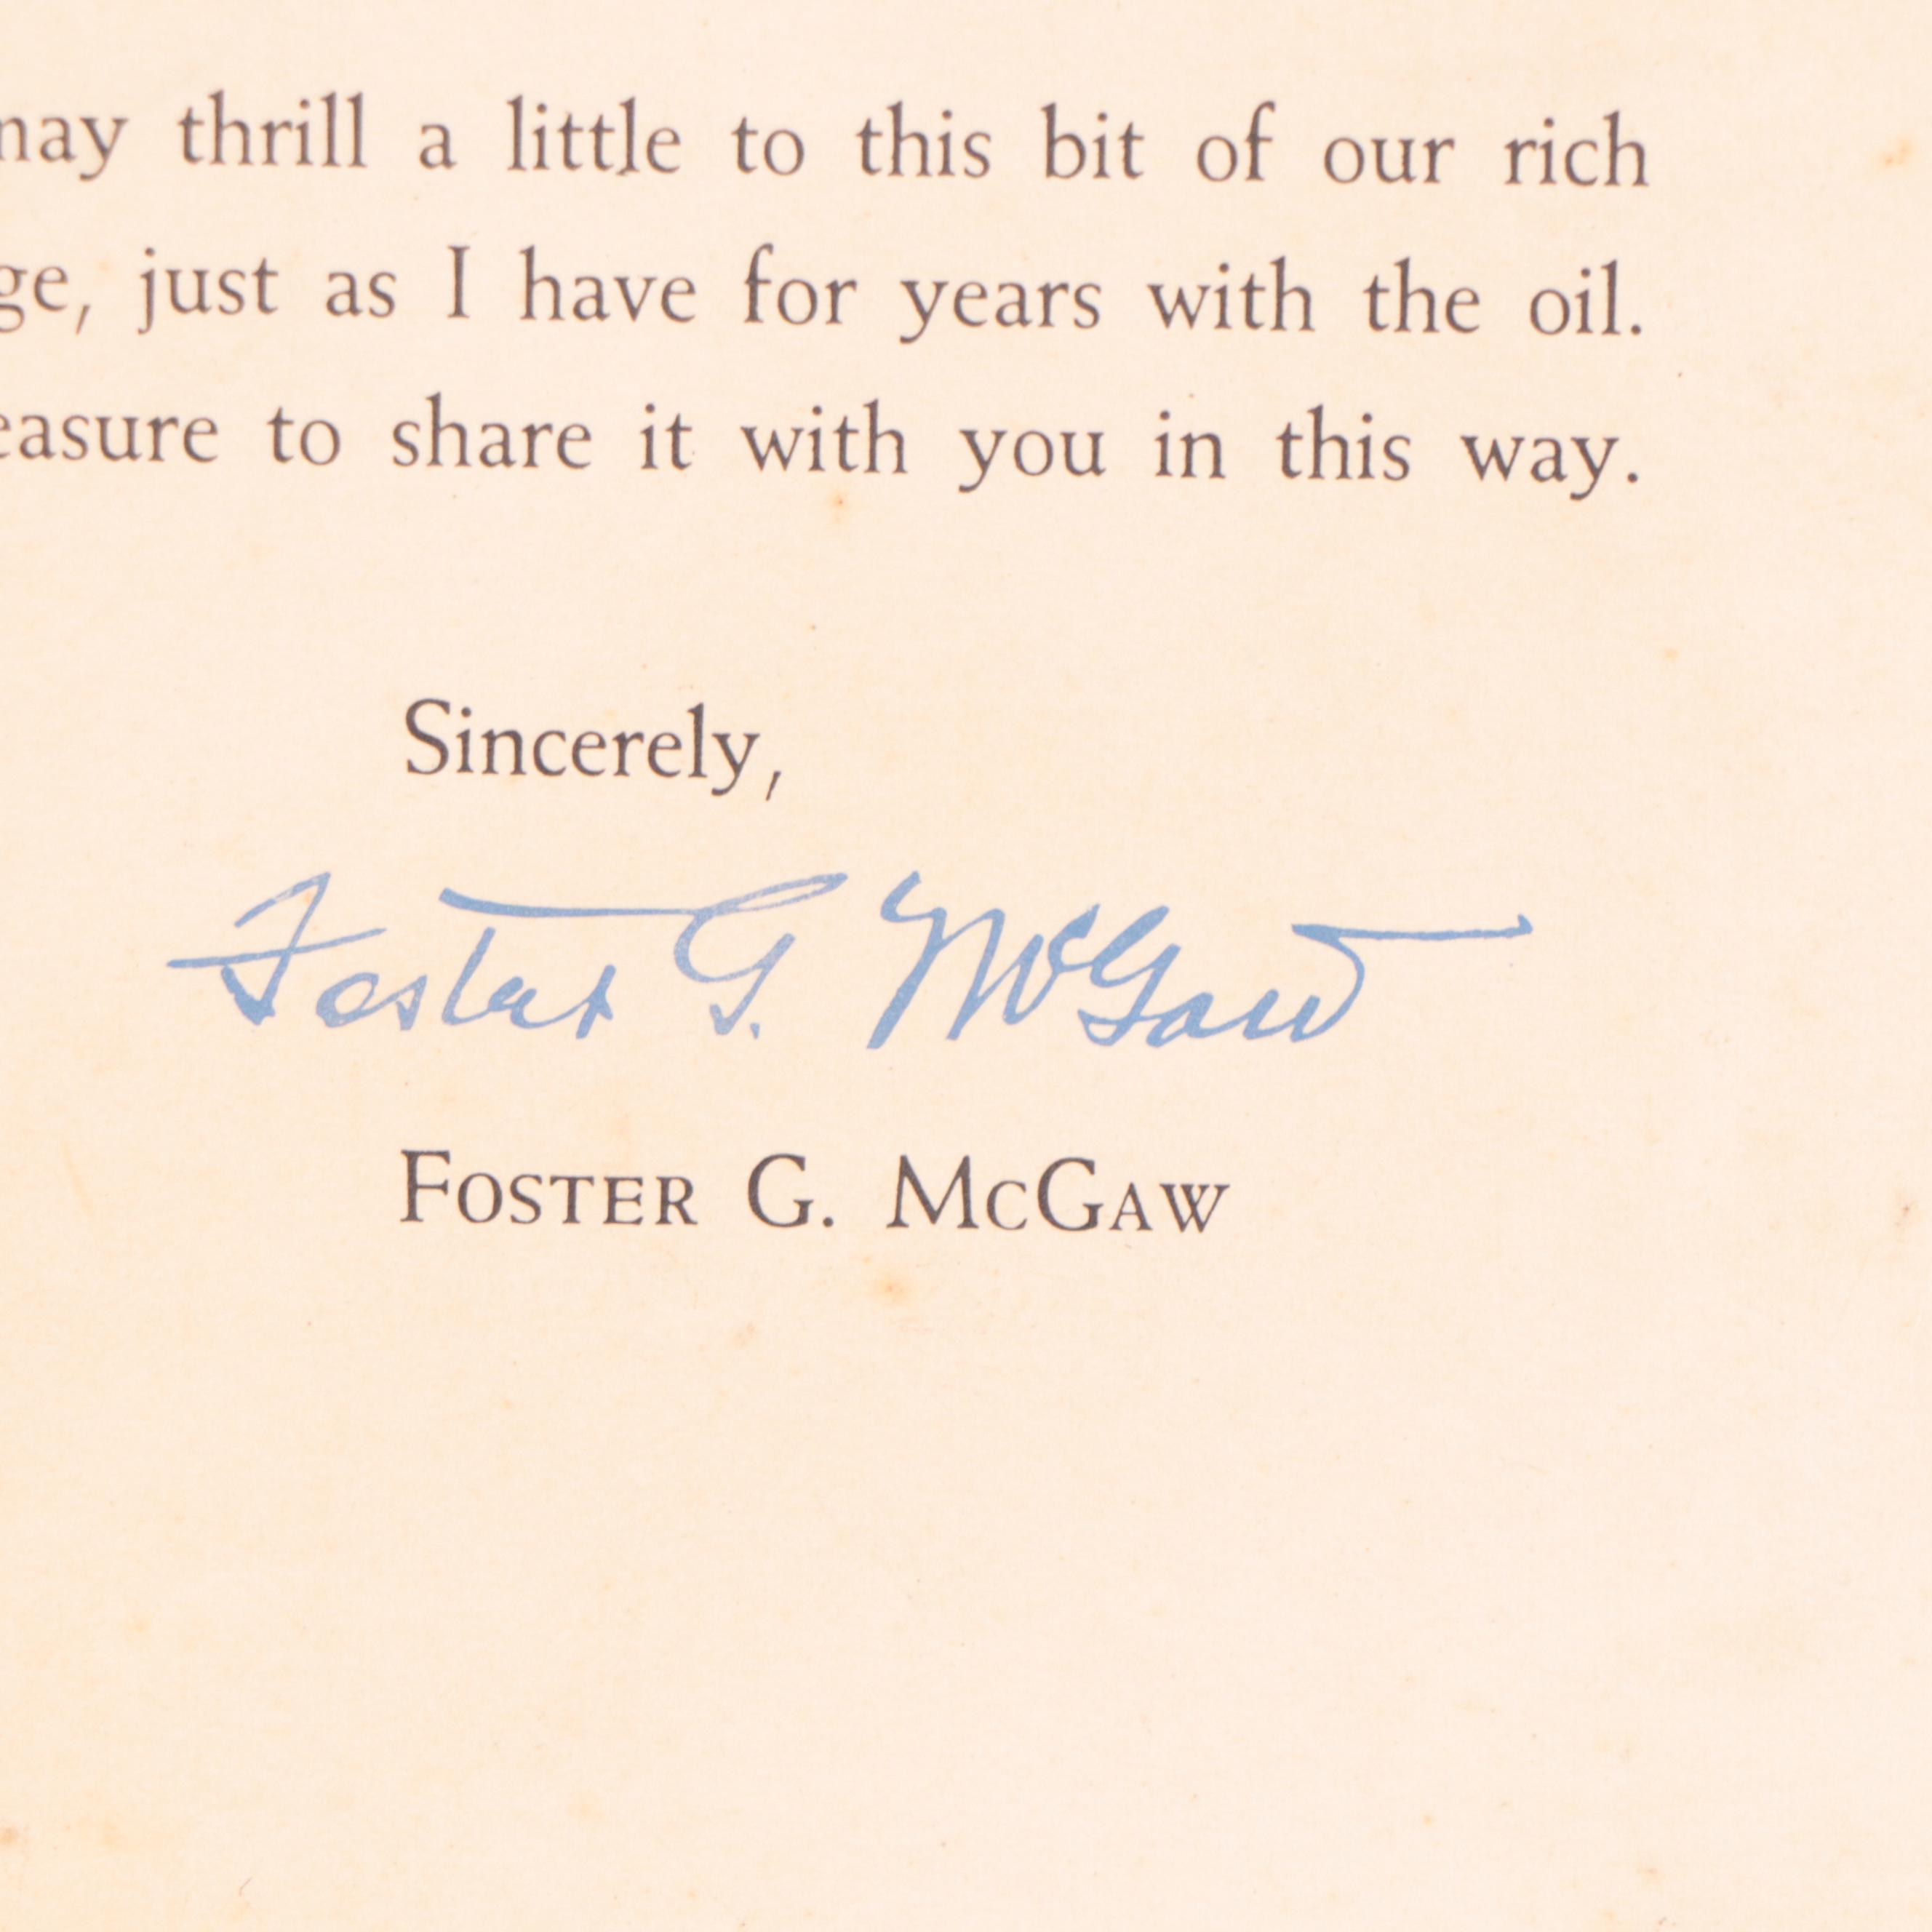 may thrill a little to this bit of our rich
ge, just as I have for years with the oil.
easure to share it with you in this way.
Sincerely,
Foster G. McGaw
FOSTER G. MCGAW